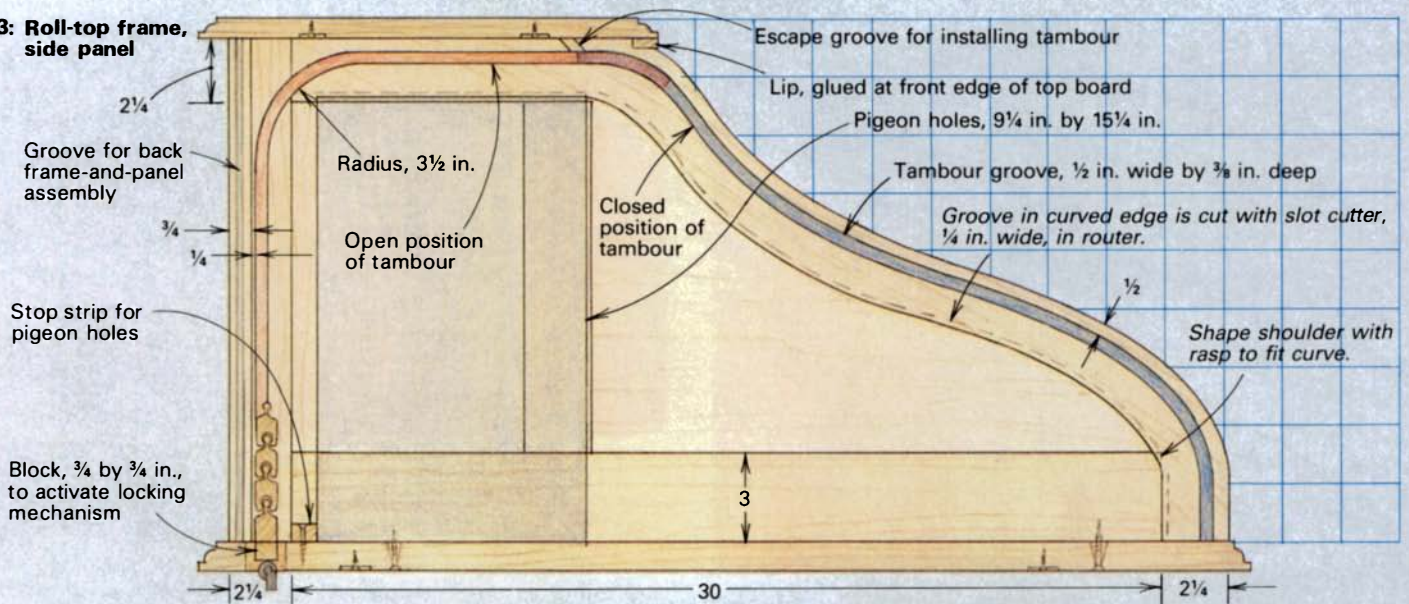 3: Roll-top frame,
side panel
2¼
Groove for back
frame-and-panel
assembly
¾
¼
Stop strip for
pigeon holes
Block, ¾ by ¾ in.,
to activate locking
mechanism
Radius, 3½ in.
Open position
of tambour
Closed
position of
tambour
Escape groove for installing tambour
Lip, glued at front edge of top board
Pigeon holes, 9¼ in. by 15¼ in.
Tambour groove, ½ in. wide by ⅜ in. deep
Groove in curved edge is cut with slot cutter,
¼ in. wide, in router.
½
Shape shoulder with
rasp to fit curve.
3
2¼
30
2¼